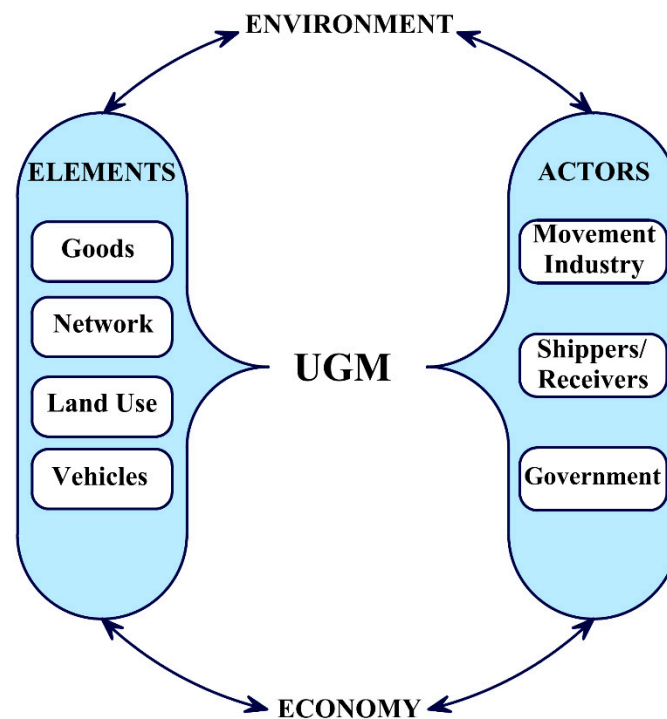 ENVIRONMENT
ELEMENTS
Goods
Network
Land Use
Vehicles
UGM
ACTORS
Movement
Industry
Shippers/
Receivers
Government
ECONOMY